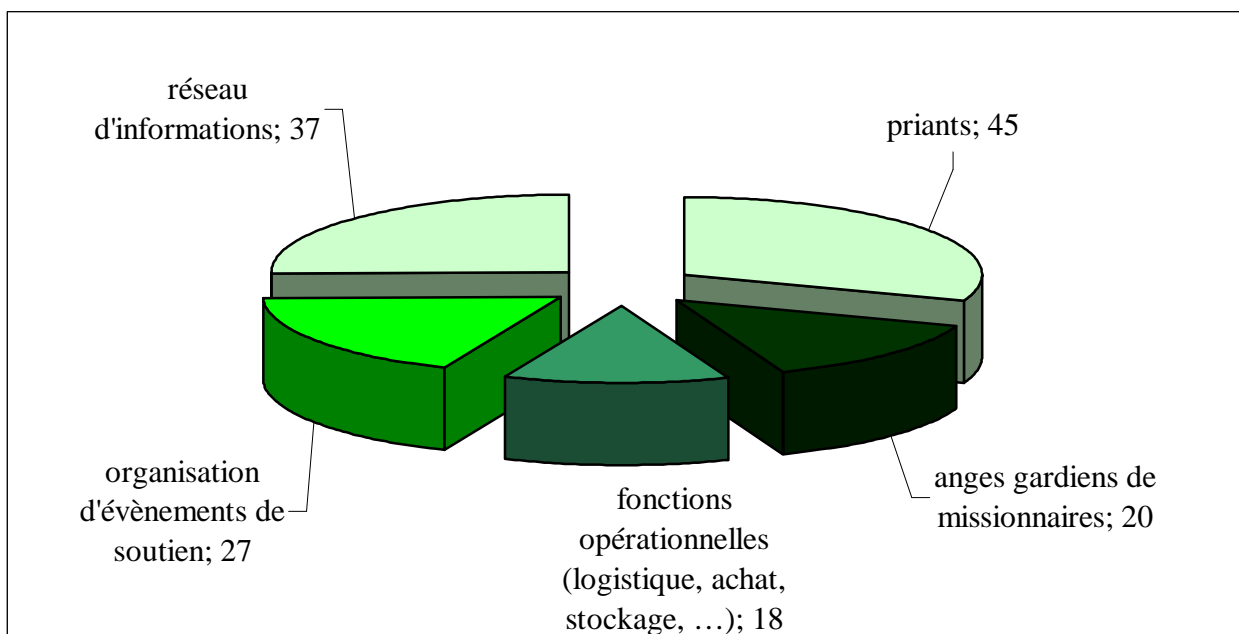 réseau
d'informations; 37
priants; 45
organisation
d'évènements de
soutien; 27
fonctions
opérationnelles
(logistique, achat,
stockage, …); 18
anges gardiens de
missionnaires; 20